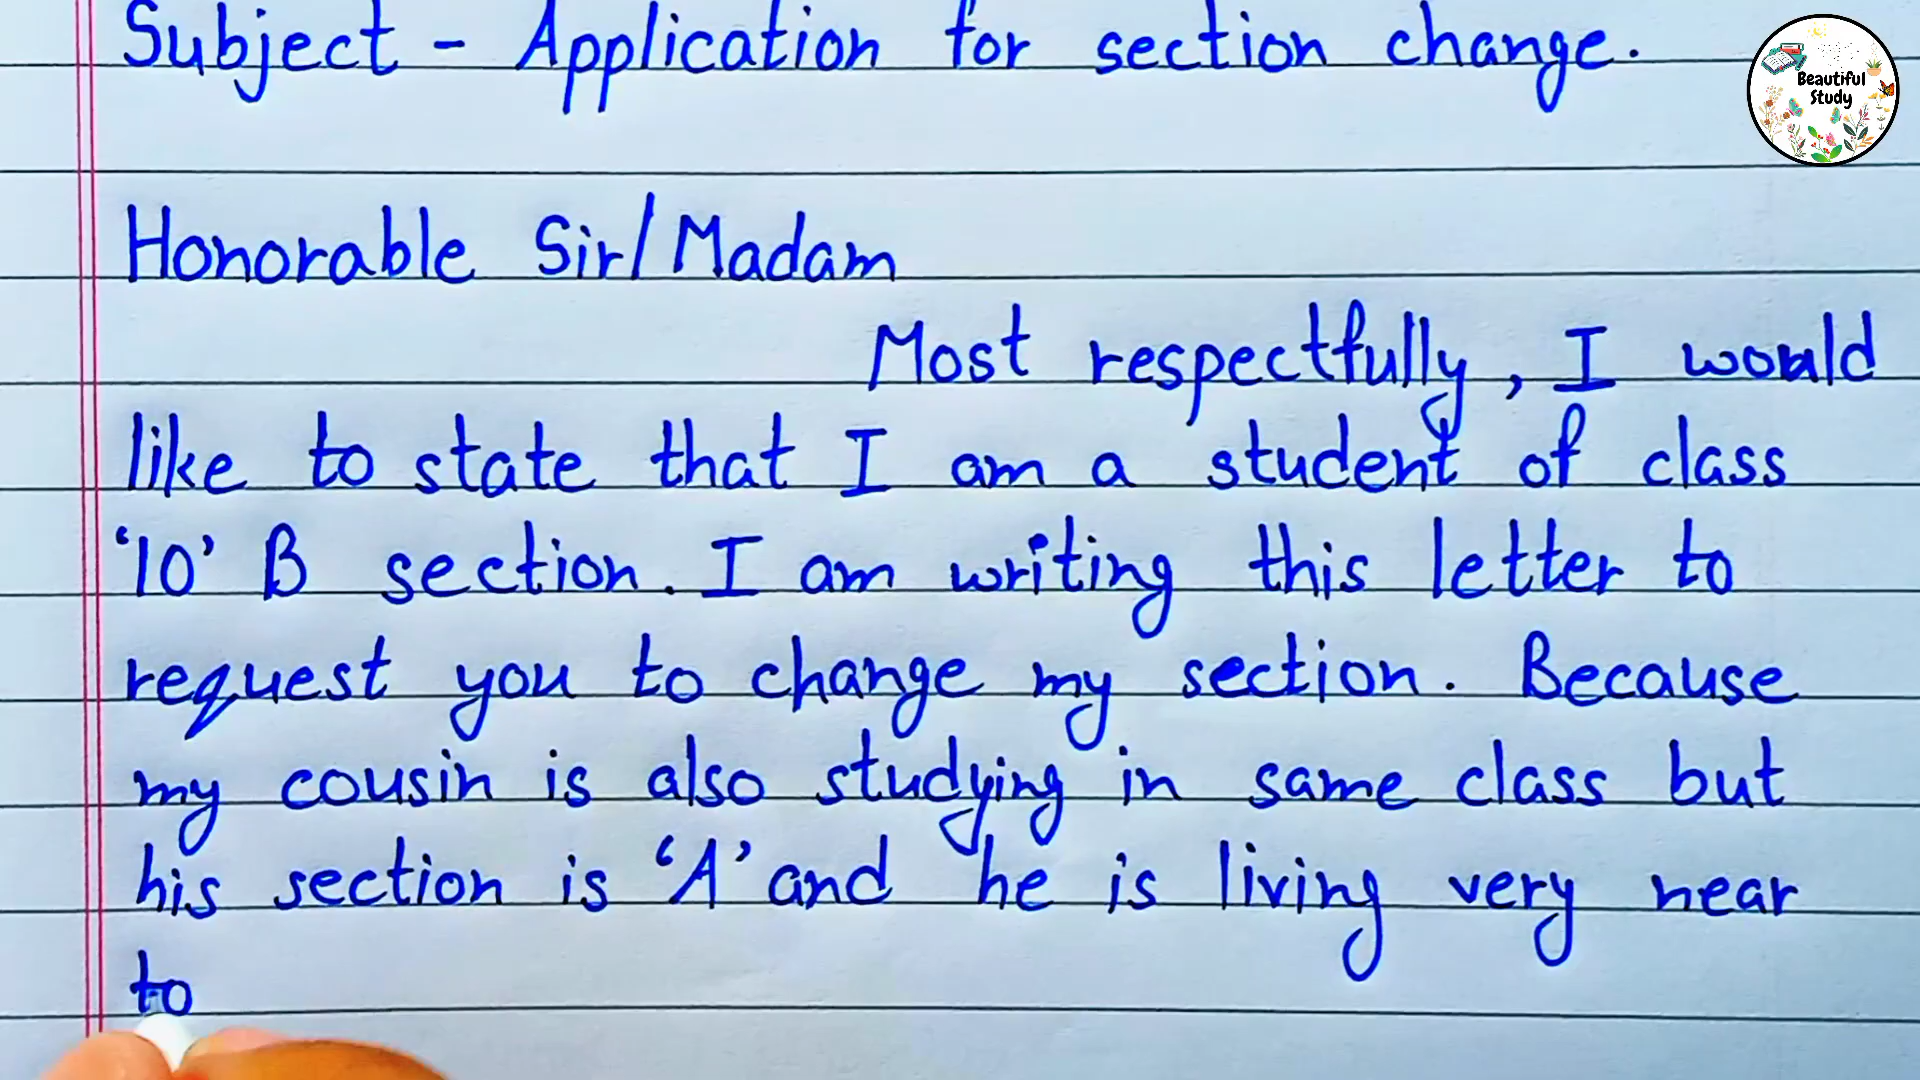 Subject - Application for section change.
Beautiful
Study
Honorable Sir/Madam
Most respectfully, I would
like to state that I am a student of class
'10' B section. I am writing this letter to
request you to change my section. Because
my cousin is also studying in same class but
his section is 'A' and he is living very near
to